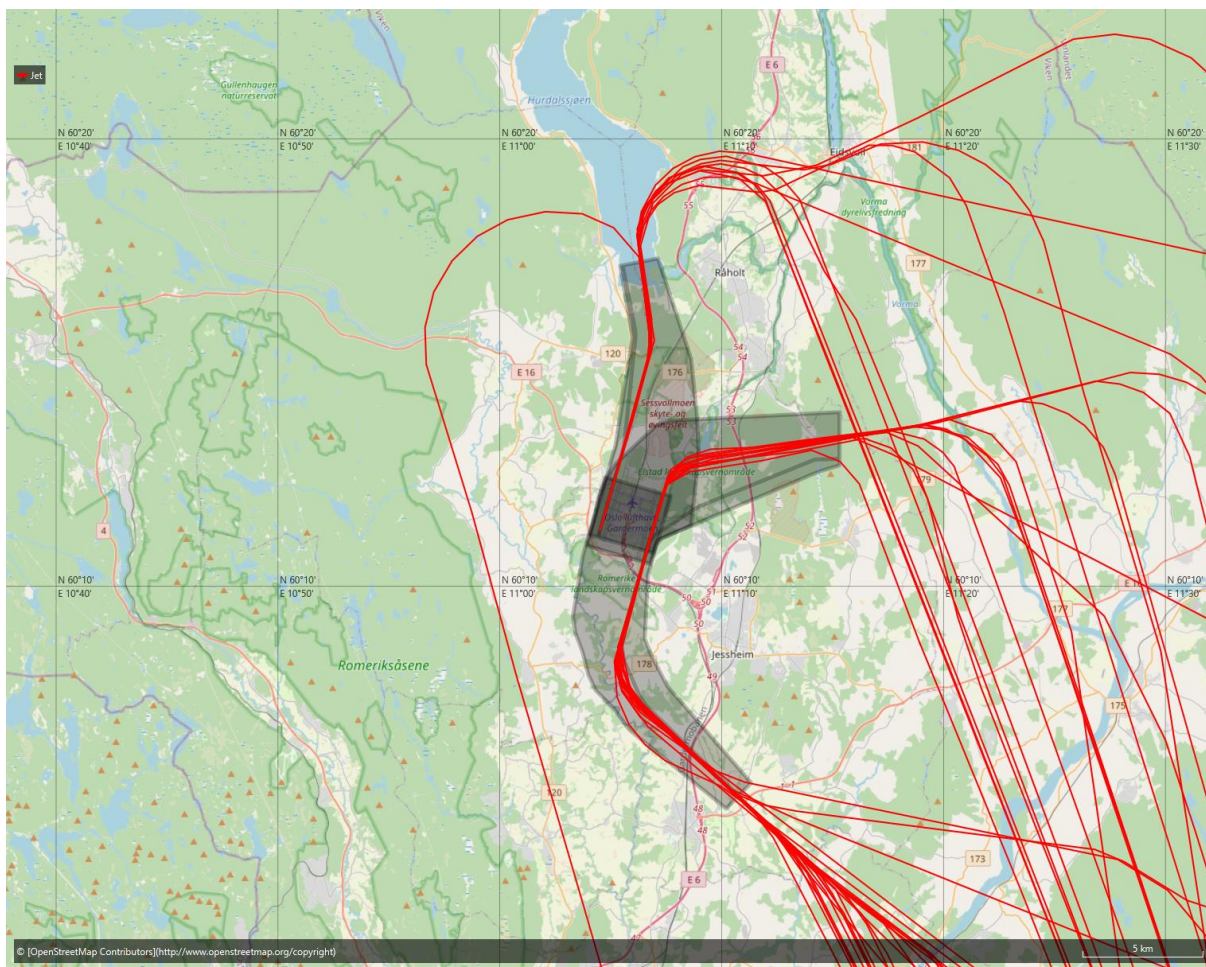 Viken
Innlandet
Viken
E 6
Jet
Gullenhaugen
naturreservat
Hurdalssjøen
N 60°20'
E 10°40'
N 60°20'
E 10°50'
N 60°20'
E 11°00'
N 60°20'
E 11°10'
N 60°20'
E 11°20'
N 60°20'
E 11°30'
181
55
Vorma
dyrelivsfredning
177
Råholt
Vorma
120
54
54
E 16
176
Sessvollmoen
skyte- og
øvingsfelt
53
53
179
4
52
52
N 60°10'
E 10°40'
N 60°10'
E 10°50'
N 60°10'
E 11°00'
N 60°10'
E 11°10'
N 60°10'
E 11°20'
N 60°10'
E 11°30'
Romerike
landskapsvernområde
50
51
50
50
177
Romeriksåsene
178
Jessheim
49
175
120
48
48
173
E 6
47
© [OpenStreetMap Contributors](http://www.openstreetmap.org/copyright)
5 km